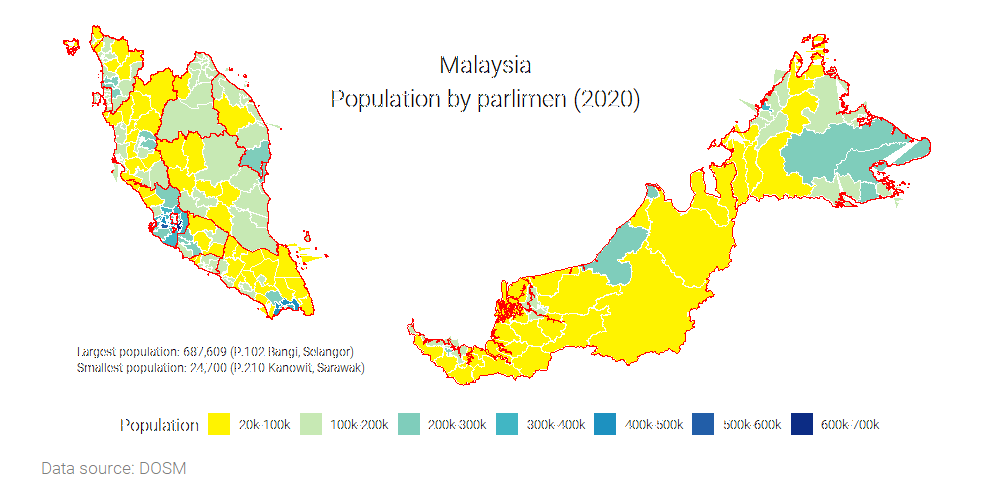 Malaysia
Population by parlimen (2020)
Largest population: 687,609 (P.102 Bangi, Selangor)
Smallest population: 24,700 (P.210 Kanowit, Sarawak)
Population 20k-100k 100k-200k 200k-300k 300k-400k 400k-500k 500k-600k 600k-700k
Data source: DOSM